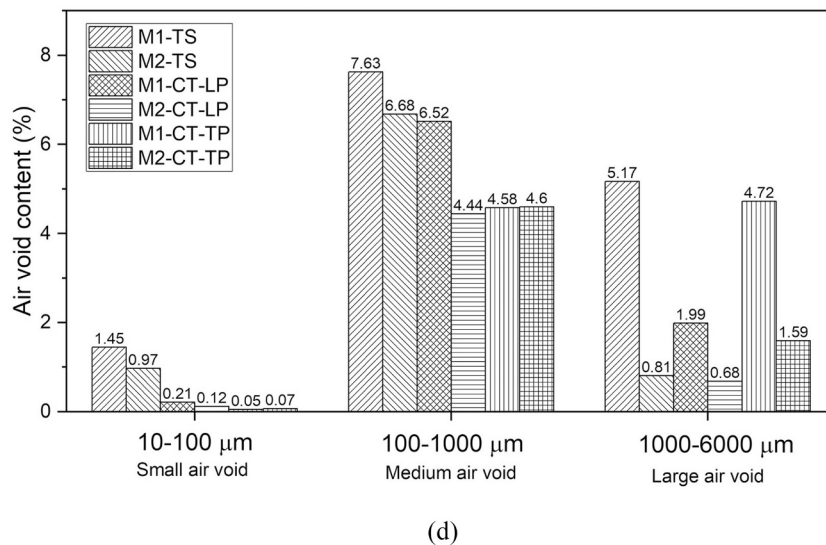 M1-TS
M2-TS
M1-CT-LP
M2-CT-LP
M1-CT-TP
M2-CT-TP
Air void content (%)
8
6
4
2
0
1.45
0.97
0.21
0.12
0.05
0.07
7.63
6.68
6.52
4.44
4.58
4.6
5.17
0.81
1.99
0.68
4.72
1.59
10-100 μm
Small air void
100-1000 μm
Medium air void
1000-6000 μm
Large air void
(d)